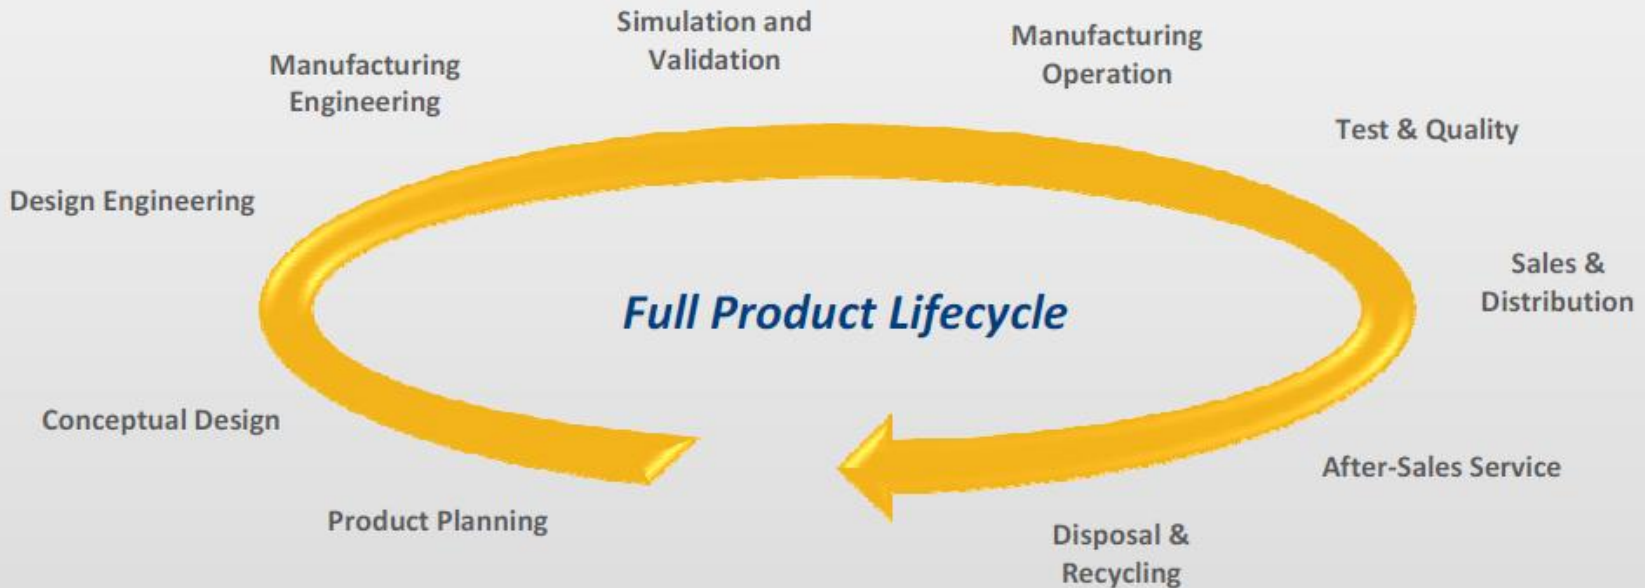 Simulation and
Validation
Manufacturing
Operation
Manufacturing
Engineering
Test & Quality
Design Engineering
Sales &
Distribution
Full Product Lifecycle
Conceptual Design
After-Sales Service
Product Planning
Disposal &
Recycling